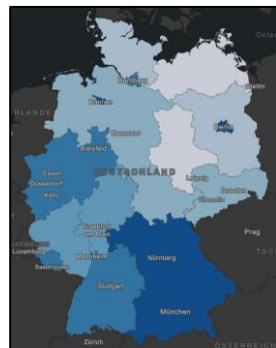 Hamburg
Bremen
Hannover
Berlin
Bielefeld
DEUTSCHLAND
Essen
Düsseldorf
Köln
Leipzig
Dresden
Chemnitz
Frankfurt
am Main
Prag
LUXEMBURG
Luxemburg
Mannheim
Saarbrücken
Nürnberg
Stuttgart
München
Zürich
ÖSTERREICH